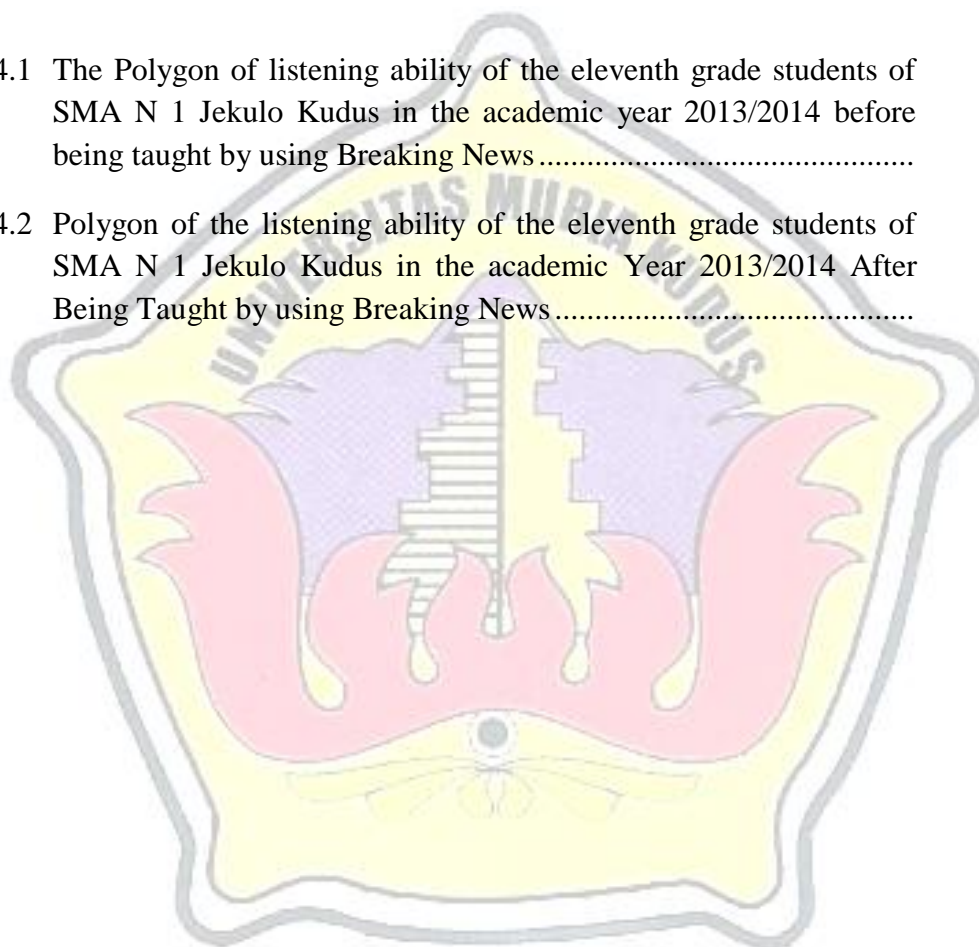 4.1 The Polygon of listening ability of the eleventh grade students of
SMA N 1 Jekulo Kudus in the academic year 2013/2014 before
being taught by using Breaking News ...............................................
4.2 Polygon of the listening ability of the eleventh grade students of
SMA N 1 Jekulo Kudus in the academic Year 2013/2014 After
Being Taught by using Breaking News .............................................
UNIVERSITAS MURIA KUDUS